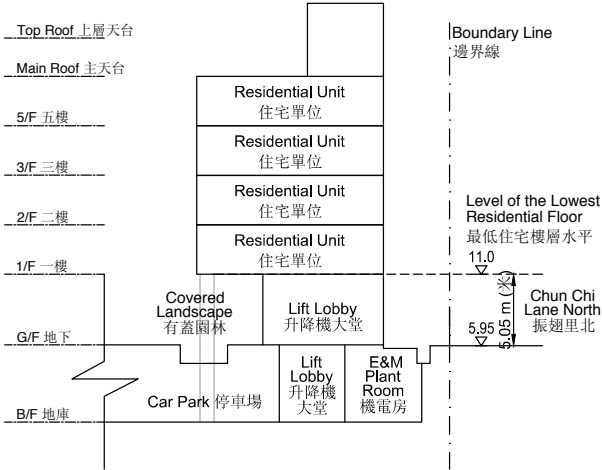 Top Roof 上層天台
Main Roof 主天台
5/F 五樓
3/F 三樓
2/F 二樓
1/F 一樓
G/F 地下
B/F 地庫
Residential Unit
住宅單位
Residential Unit
住宅單位
Residential Unit
住宅單位
Residential Unit
住宅單位
Covered
Landscape
有蓋園林
Lift Lobby
升降機大堂
Car Park 停車場
Lift
Lobby
升降機
大堂
E&M
Plant
Room
機電房
Boundary Line
邊界線
Level of the Lowest
Residential Floor
最低住宅樓層水平
11.0
5.05 m (米)
5.95
Chun Chi
Lane North
振翅里北